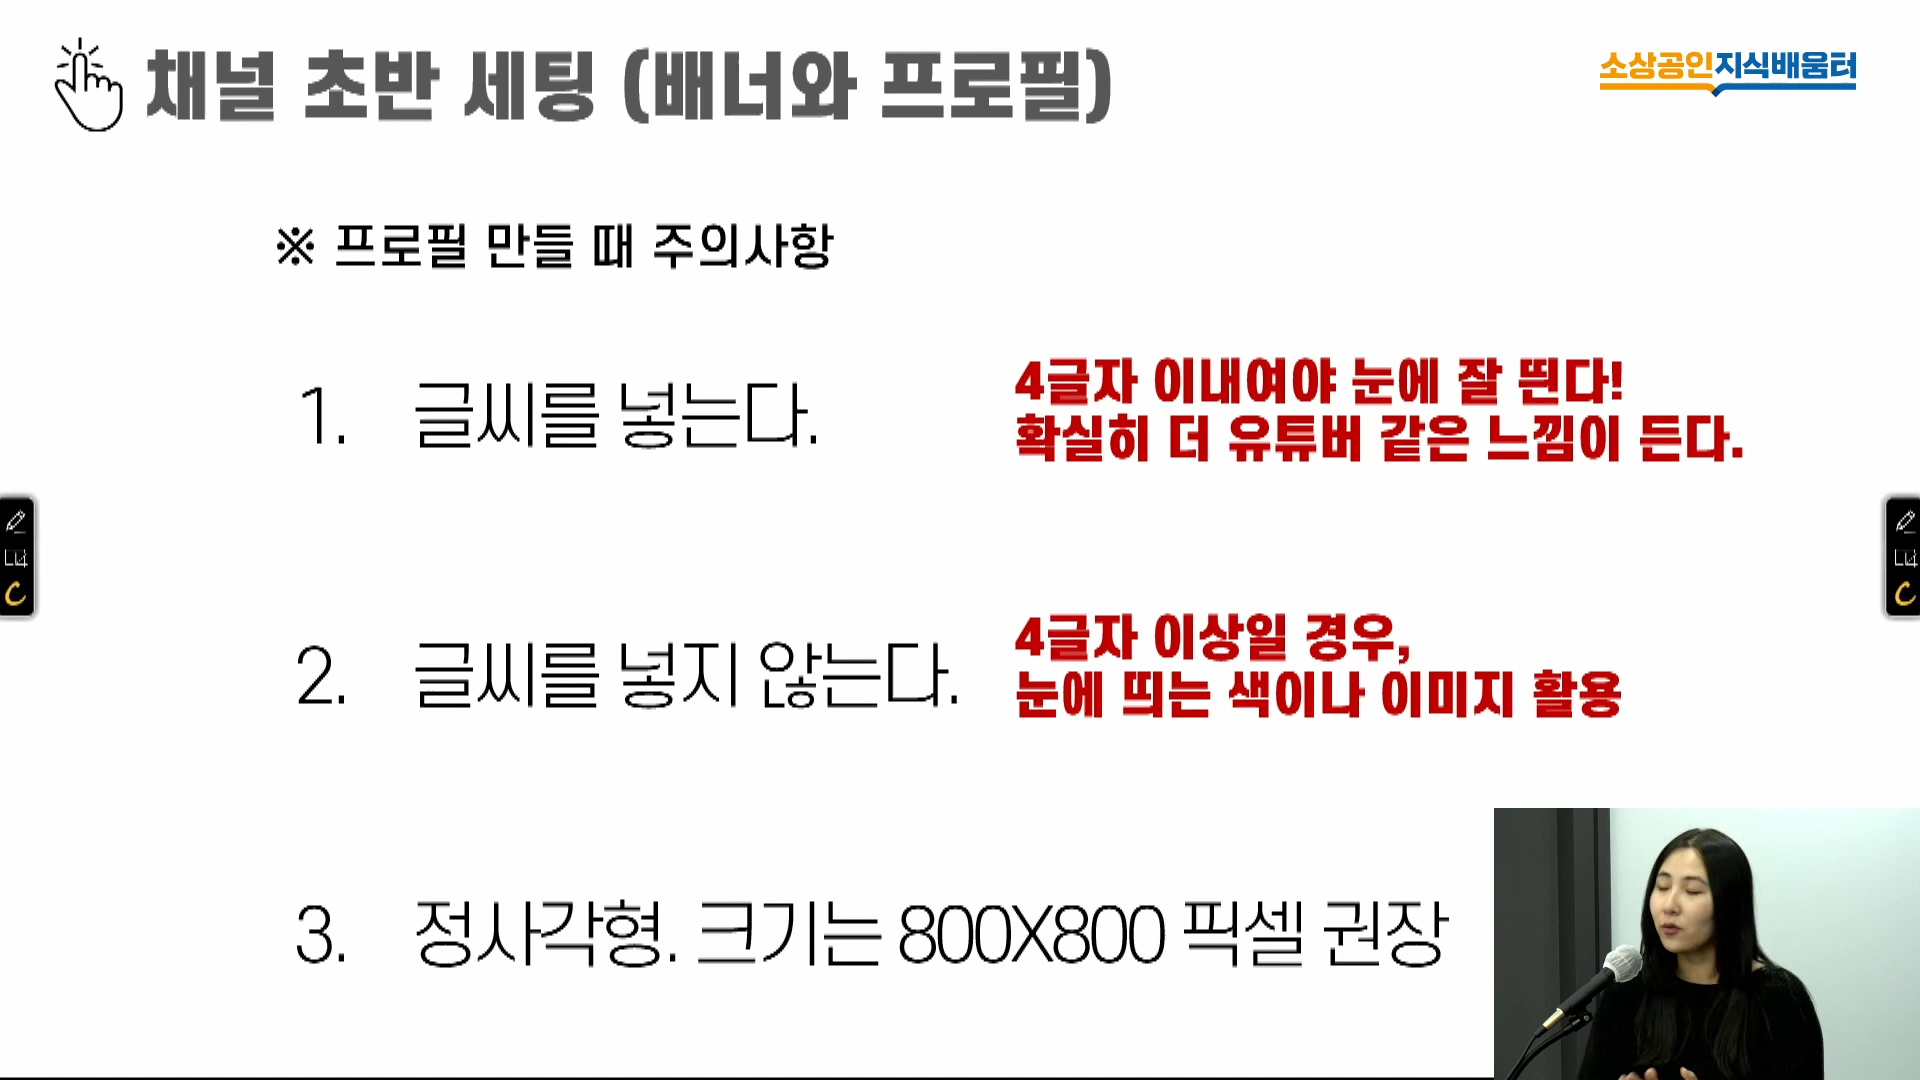 채널 초반 세팅 (배너와 프로필)
소상공인지식배움터
※ 프로필 만들 때 주의사항
1. 글씨를 넣는다.
4글자 이내여야 눈에 잘 띈다!
확실히 더 유튜버 같은 느낌이 든다.
2. 글씨를 넣지 않는다.
4글자 이상일 경우,
눈에 띄는 색이나 이미지 활용
3. 정사각형. 크기는 800X800 픽셀 권장